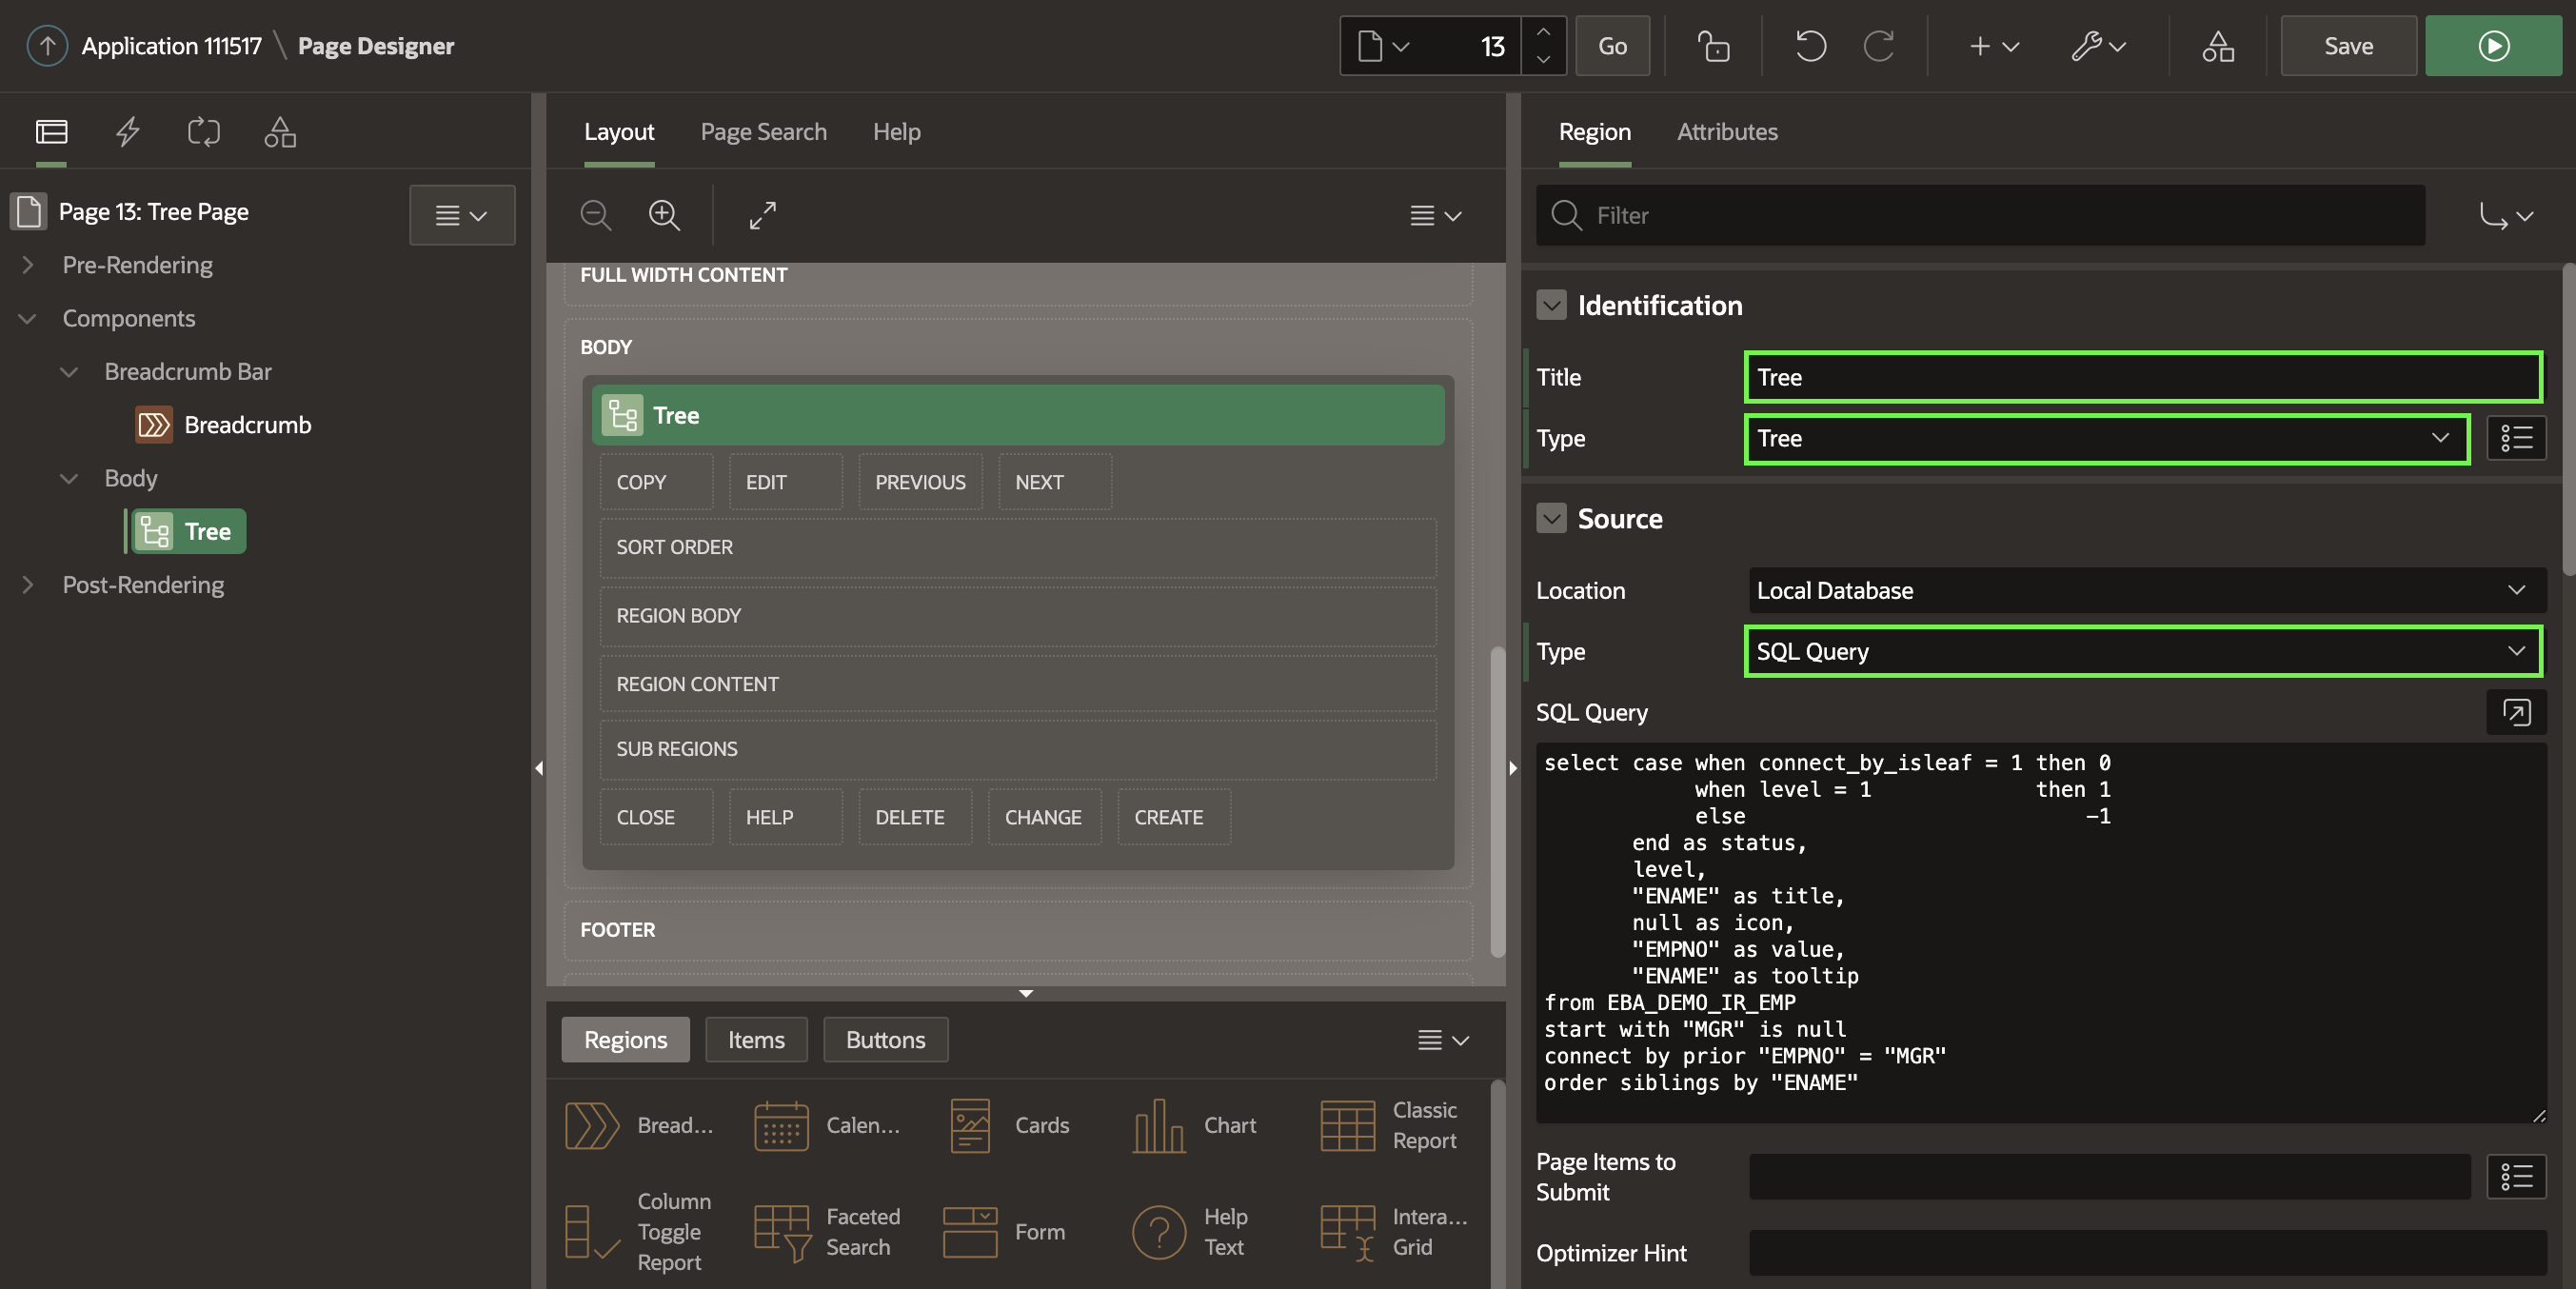 Application 111517 \ Page Designer
13
Go
Save
Page 13: Tree Page
Pre-Rendering
Components
Breadcrumb Bar
Breadcrumb
Body
Tree
Post-Rendering
Layout Page Search Help
FULL WIDTH CONTENT
BODY
Tree
COPY EDIT PREVIOUS NEXT
SORT ORDER
REGION BODY
REGION CONTENT
SUB REGIONS
CLOSE HELP DELETE CHANGE CREATE
FOOTER
Regions Items Buttons
Bread...
Calen...
Cards
Chart
Classic
Report
Column
Toggle
Report
Faceted
Search
Form
Help
Text
Intera...
Grid
Region Attributes
Filter
Identification
Title Tree
Type Tree
Source
Location Local Database
Type SQL Query
SQL Query
select case when connect_by_isleaf = 1 then 0
            when level = 1             then 1
            else                           -1
       end as status,
       level,
       "ENAME" as title,
       null as icon,
       "EMPNO" as value,
       "ENAME" as tooltip
from EBA_DEMO_IR_EMP
start with "MGR" is null
connect by prior "EMPNO" = "MGR"
order siblings by "ENAME"
Page Items to
Submit
Optimizer Hint